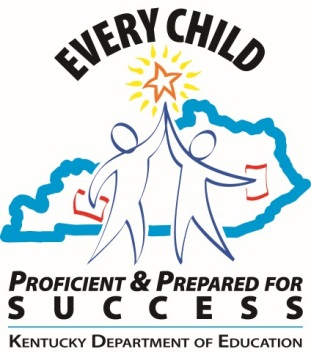 EVERY CHILD
PROFICIENT & PREPARED FOR
SUCCESS
KENTUCKY DEPARTMENT OF EDUCATION